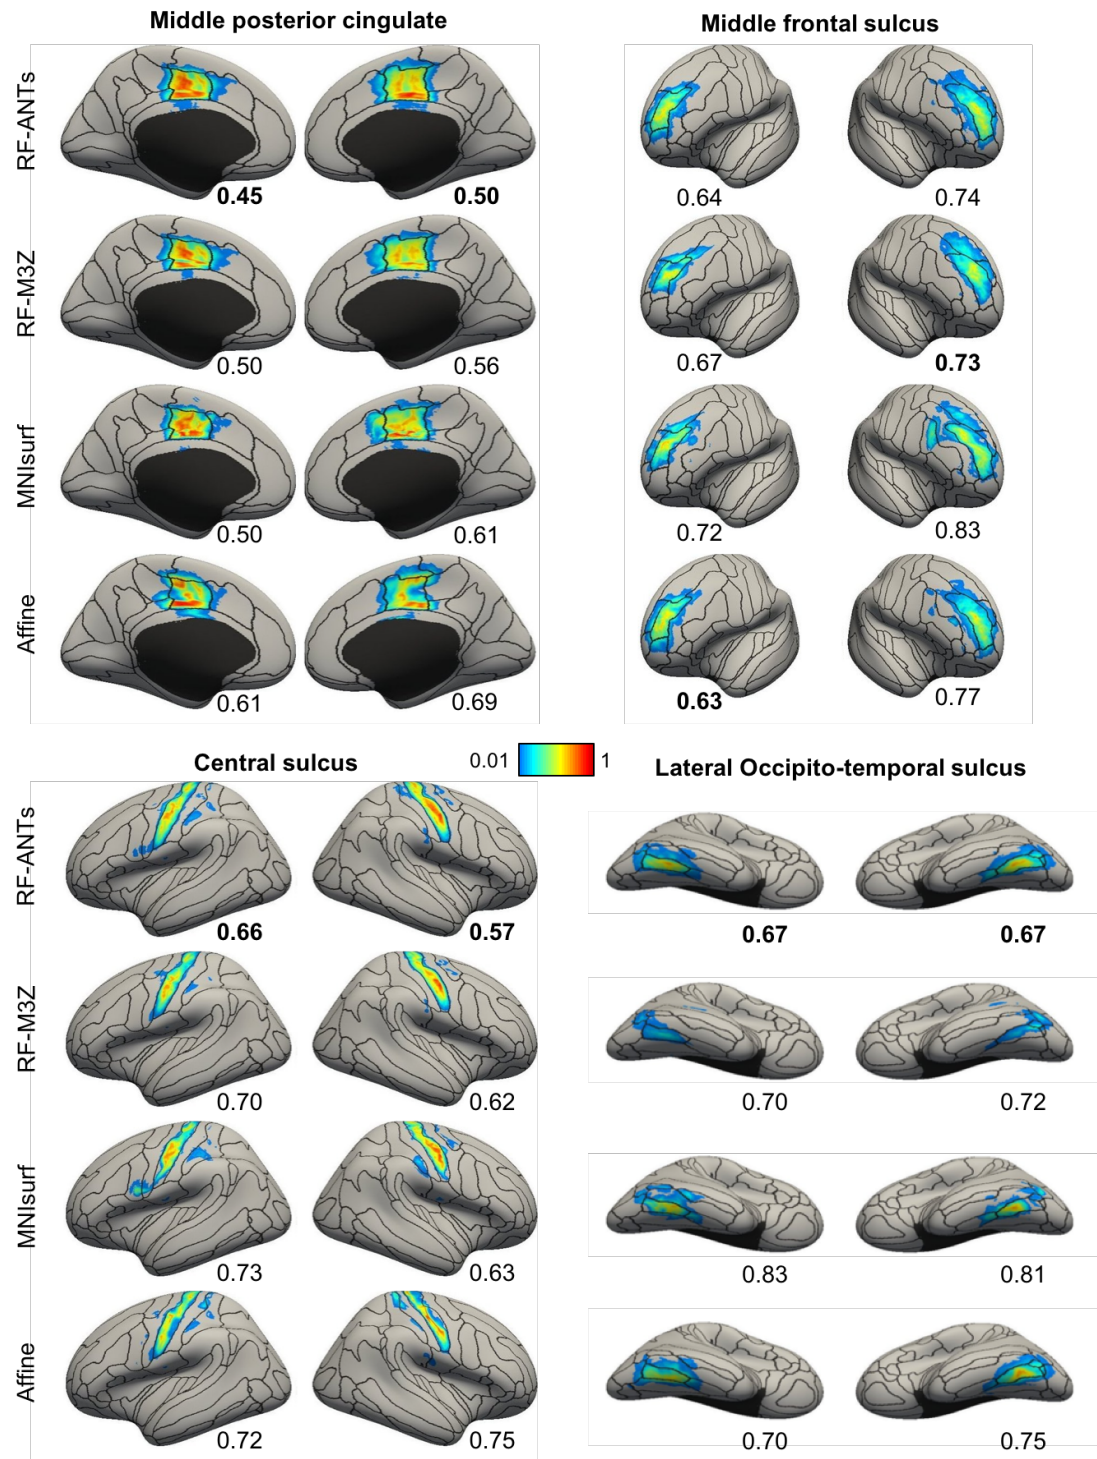 Middle posterior cingulate
Middle frontal sulcus
RF-ANTs
0.45
0.50
0.64
0.74
RF-M3Z
0.50
0.56
0.67
0.73
MNIsurf
0.50
0.61
0.72
0.83
Affine
0.61
0.69
0.63
0.77
Central sulcus
0.01
1
Lateral Occipito-temporal sulcus
RF-ANTs
0.66
0.57
0.67
0.67
RF-M3Z
0.70
0.62
0.70
0.72
MNIsurf
0.73
0.63
0.83
0.81
Affine
0.72
0.75
0.70
0.75